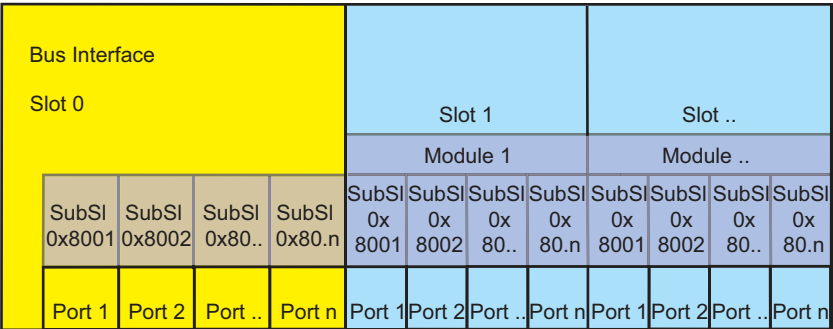 Bus Interface
Slot 0
Slot 1 Slot ..
Module 1 Module ..
SubSl SubSl SubSl SubSl SubSl SubSl SubSl SubSl SubSl SubSl SubSl SubSl
0x8001 0x8002 0x80.. 0x80.n 0x 0x 0x 0x 0x 0x 0x 0x
8001 8002 80.. 80.n 8001 8002 80.. 80.n
Port 1 Port 2 Port .. Port n Port 1 Port 2 Port .. Port n Port 1 Port 2 Port .. Port n